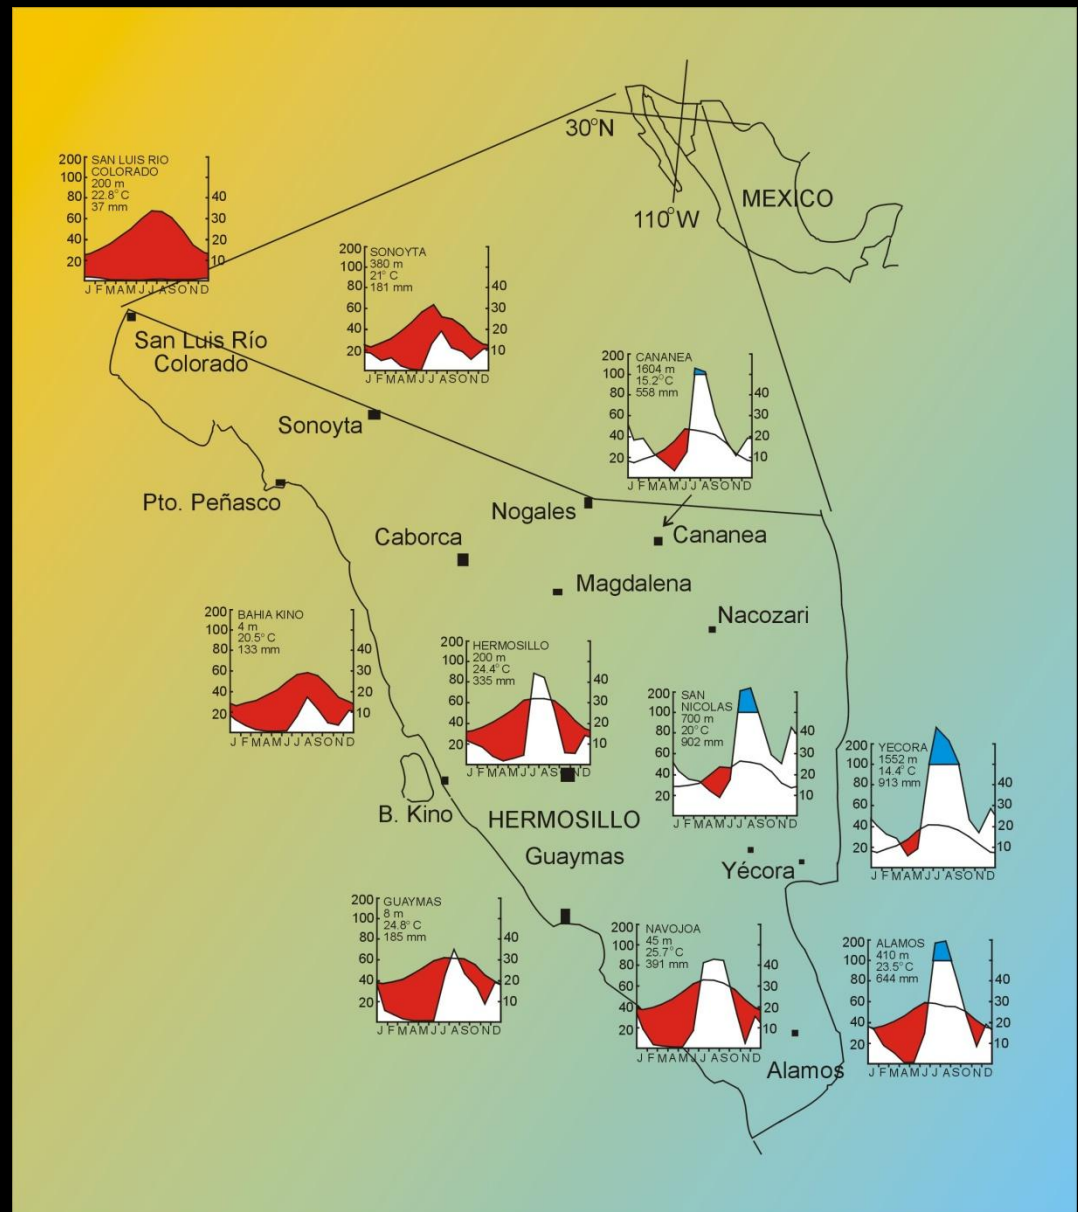 30°N
MEXICO
110°W
SAN LUIS RIO
COLORADO
200 m
22.8° C
37 mm
200
100
80
60
40
20
40
30
20
10
J F M A M J J A S O N D
SONOYTA
380 m
21° C
181 mm
200
100
80
60
40
20
40
30
20
10
J F M A M J J A S O N D
San Luis Río
Colorado
CANANEA
1604 m
15.2°C
558 mm
200
100
80
60
40
20
40
30
20
10
J F M A M J J A S O N D
Sonoyta
Pto. Peñasco
Nogales
Caborca
Cananea
Magdalena
Nacozari
BAHIA KINO
4 m
20.5° C
133 mm
200
100
80
60
40
20
40
30
20
10
J F M A M J J A S O N D
HERMOSILLO
200 m
24.4° C
335 mm
200
100
80
60
40
20
40
30
20
10
J F M A M J J A S O N D
SAN
NICOLAS
700 m
20° C
902 mm
200
100
80
60
40
20
40
30
20
10
J F M A M J J A S O N D
YECORA
1552 m
14.4° C
913 mm
200
100
80
60
40
20
40
30
20
10
J F M A M J J A S O N D
B. Kino
HERMOSILLO
Guaymas
Yécora
GUAYMAS
8 m
24.8° C
185 mm
200
100
80
60
40
20
40
30
20
10
J F M A M J J A S O N D
NAVOJOA
45 m
25.7° C
391 mm
200
100
80
60
40
20
40
30
20
10
J F M A M J J A S O N D
ALAMOS
410 m
23.5° C
644 mm
200
100
80
60
40
20
40
30
20
10
J F M A M J J A S O N D
Alamos